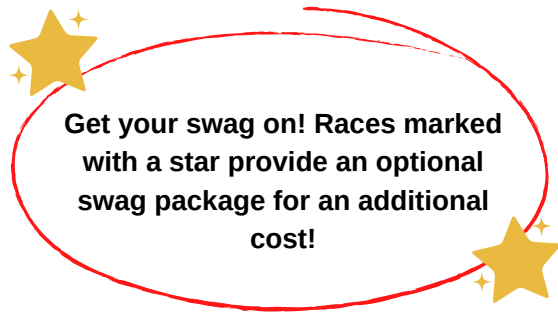 Get your swag on! Races marked
with a star provide an optional
swag package for an additional
cost!